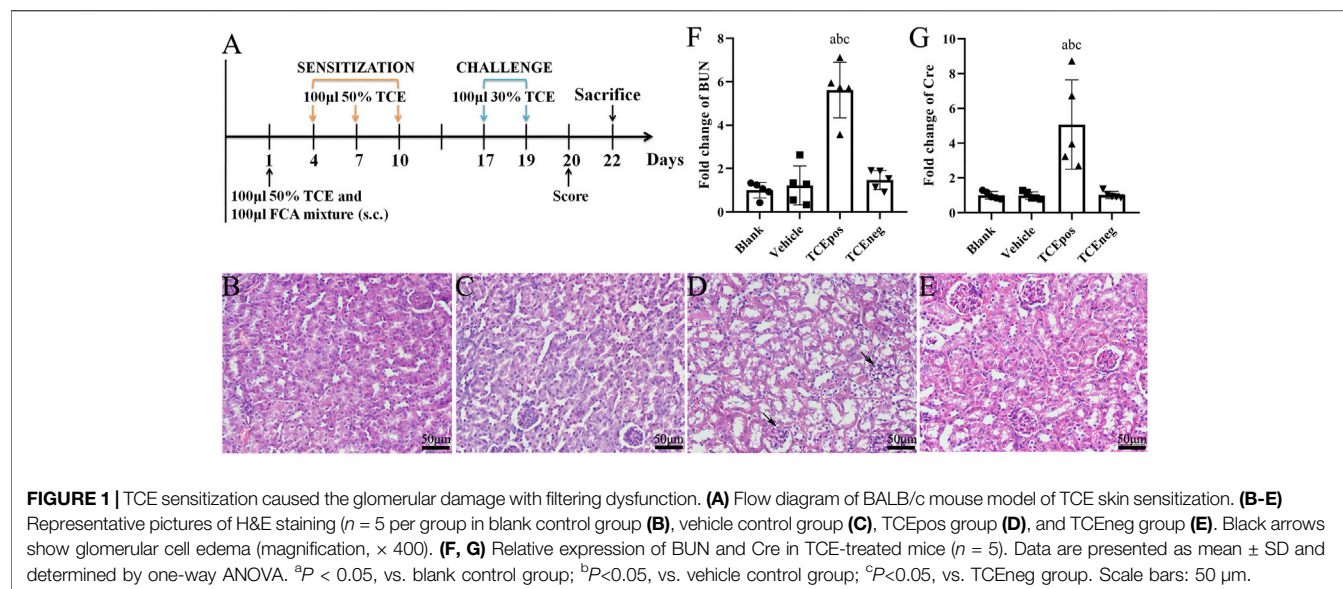 A
SENSITIZATION
CHALLENGE
100µl 50% TCE
100µl 30% TCE
Sacrifice
1 4 7 10 17 19 20 22 Days
100µl 50% TCE and
100µl FCA mixture (s.c.)
Score
F
Fold change of BUN
8
6
4
2
0
abc
Blank
Vehicle
TCEpos
TCEneg
G
Fold change of Cre
10
8
6
4
2
0
abc
Blank
Vehicle
TCEpos
TCEneg
B
50µm
C
50µm
D
50µm
E
50µm
FIGURE 1 | TCE sensitization caused the glomerular damage with filtering dysfunction. (A) Flow diagram of BALB/c mouse model of TCE skin sensitization. (B-E)
Representative pictures of H&E staining (n = 5 per group in blank control group (B), vehicle control group (C), TCEpos group (D), and TCEneg group (E). Black arrows
show glomerular cell edema (magnification, × 400). (F, G) Relative expression of BUN and Cre in TCE-treated mice (n = 5). Data are presented as mean ± SD and
determined by one-way ANOVA. aP < 0.05, vs. blank control group; bP<0.05, vs. vehicle control group; cP<0.05, vs. TCEneg group. Scale bars: 50 µm.